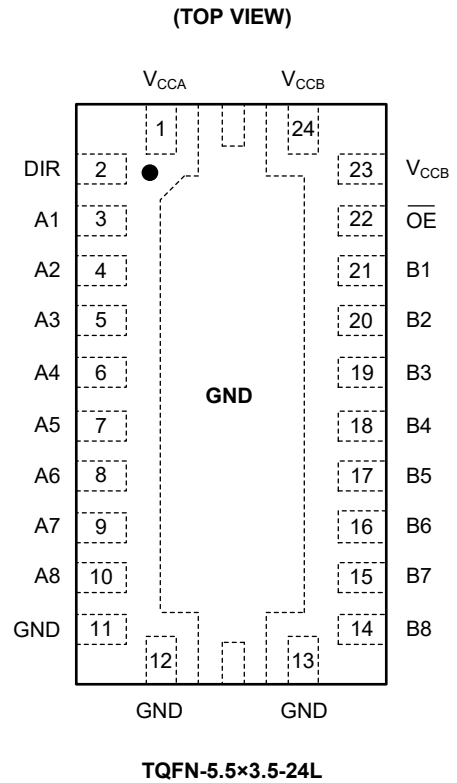 (TOP VIEW)
VCCA VCCB
1 24
DIR 2 23 VCCB
A1 3 22 O̅E̅
A2 4 21 B1
A3 5 20 B2
A4 6 19 B3
GND
A5 7 18 B4
A6 8 17 B5
A7 9 16 B6
A8 10 15 B7
GND 11 14 B8
12 13
GND GND
TQFN-5.5×3.5-24L